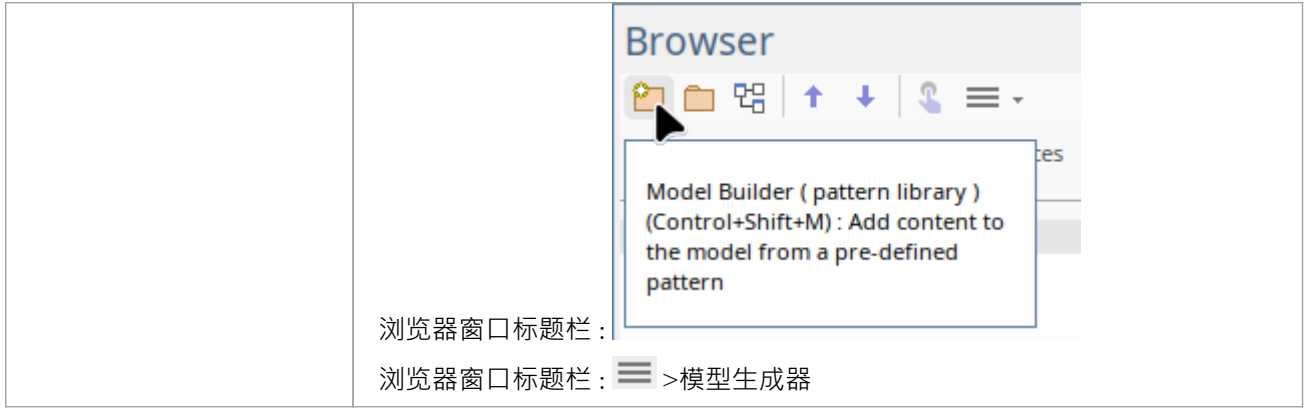 Browser
ces
Model Builder ( pattern library )
(Control+Shift+M) : Add content to
the model from a pre-defined
pattern
浏览器窗口标题栏 :
浏览器窗口标题栏 : >模型生成器